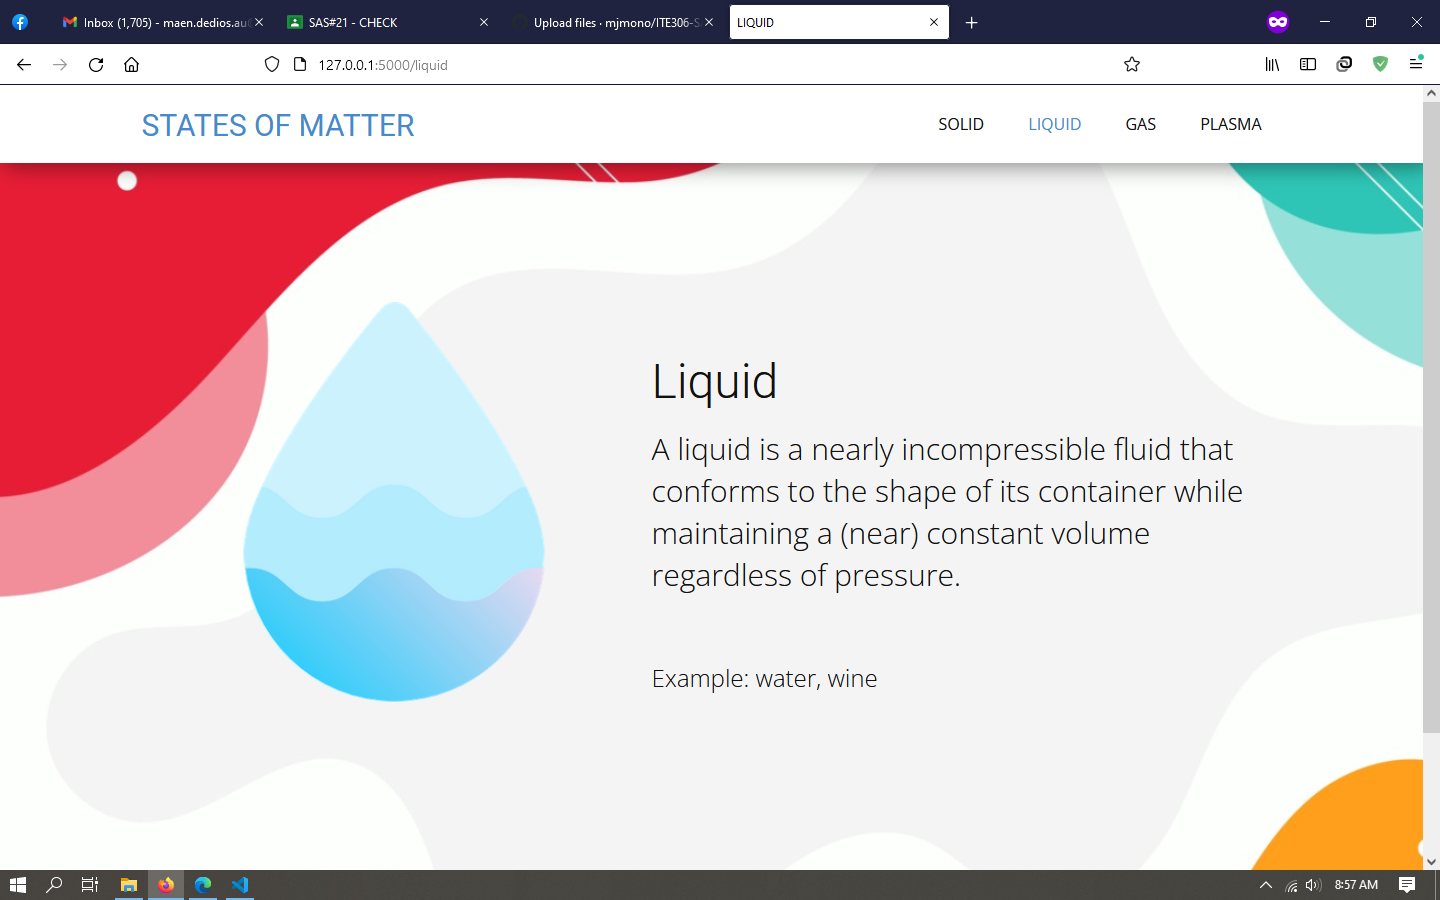 Inbox (1,705) - maen.dedios.au
SAS#21 - CHECK
Upload files · mjmono/ITE306-S
LIQUID
127.0.0.1:5000/liquid
STATES OF MATTER
SOLID
LIQUID
GAS
PLASMA
Liquid
A liquid is a nearly incompressible fluid that
conforms to the shape of its container while
maintaining a (near) constant volume
regardless of pressure.
Example: water, wine
8:57 AM